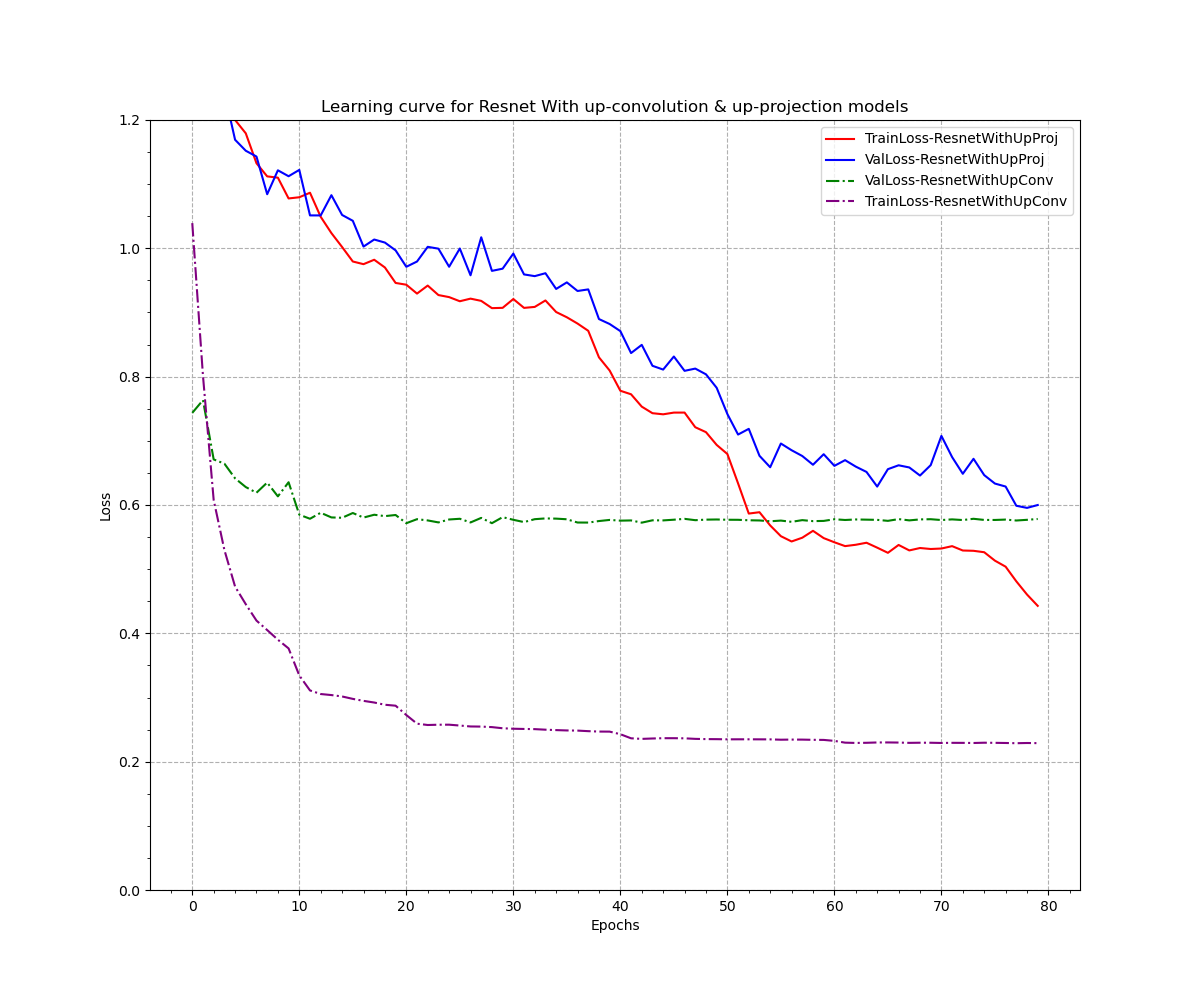 Learning curve for Resnet With up-convolution & up-projection models
1.2
1.0
0.8
0.6
0.4
0.2
0.0
Loss
TrainLoss-ResnetWithUpProj
ValLoss-ResnetWithUpProj
ValLoss-ResnetWithUpConv
TrainLoss-ResnetWithUpConv
0 10 20 30 40 50 60 70 80
Epochs